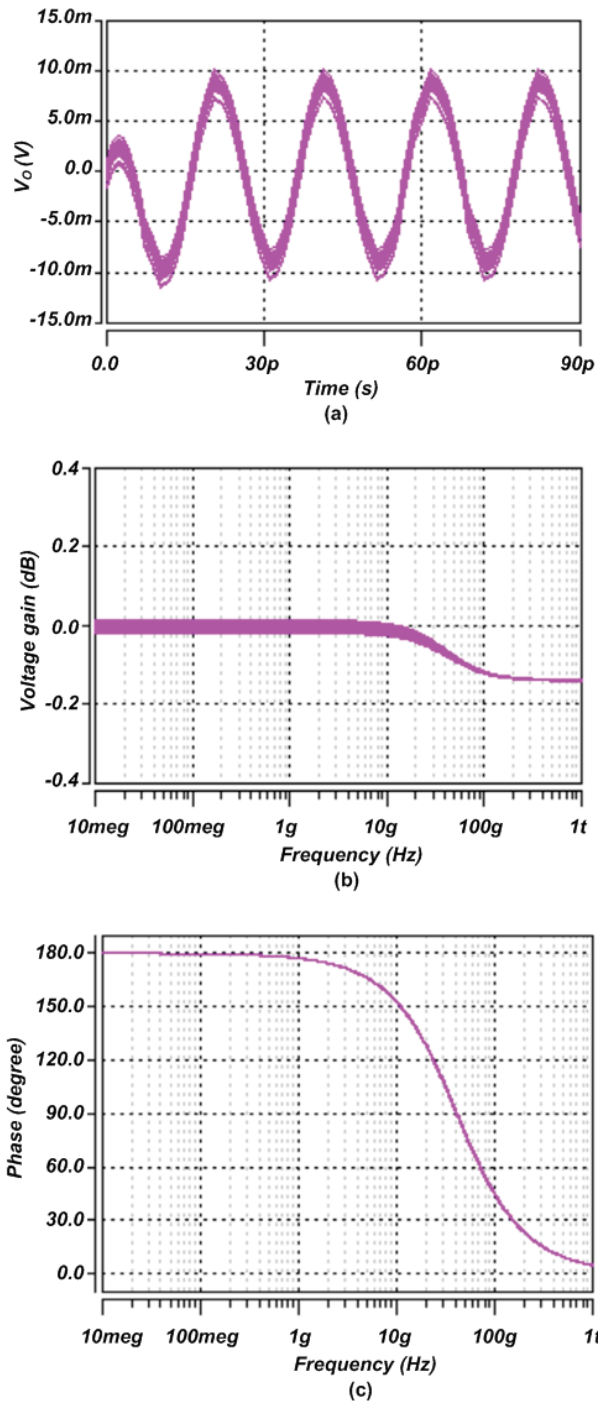 15.0m
10.0m
5.0m
0.0
-5.0m
-10.0m
-15.0m
V_O (V)
0.0 30p 60p 90p
Time (s)
(a)
0.4
0.2
0.0
-0.2
-0.4
Voltage gain (dB)
10meg 100meg 1g 10g 100g 1t
Frequency (Hz)
(b)
180.0
150.0
120.0
90.0
60.0
30.0
0.0
Phase (degree)
10meg 100meg 1g 10g 100g 1t
Frequency (Hz)
(c)